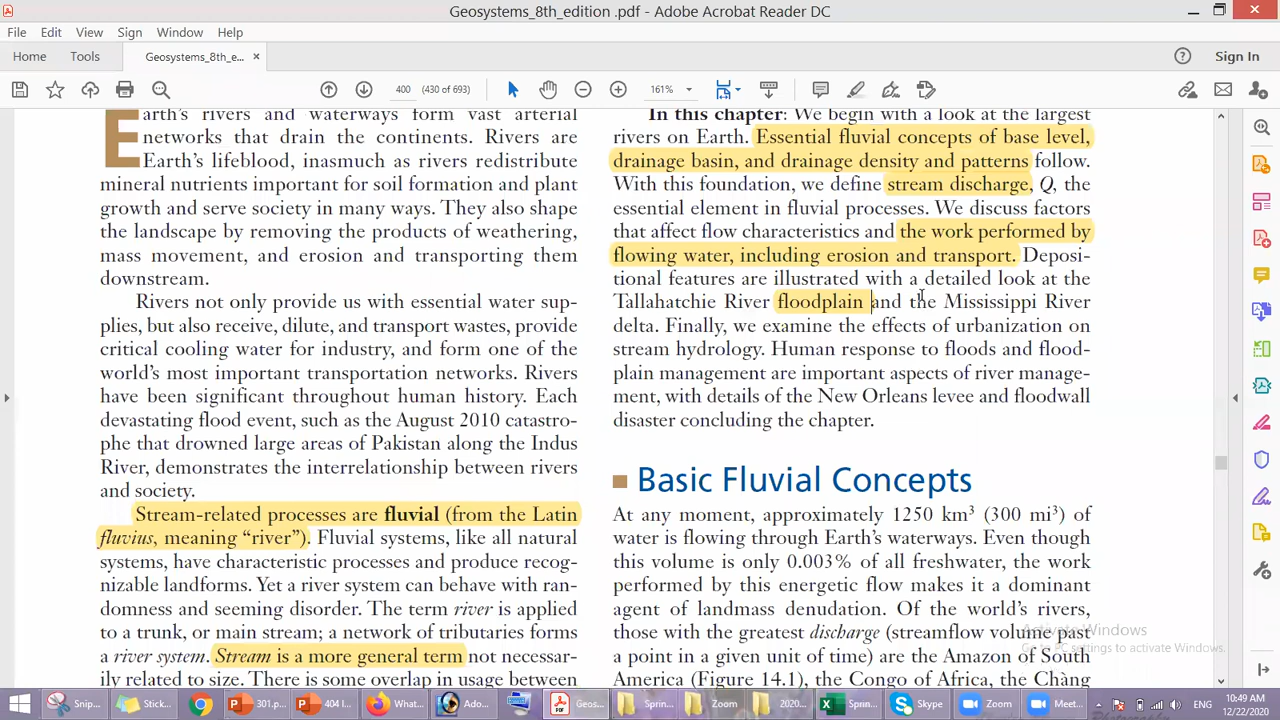 Geosystems_8th_edition .pdf - Adobe Acrobat Reader DC
File Edit View Sign Window Help
Home Tools Geosystems_8th_e... × Sign In
400 (430 of 693) 161%
Earth's rivers and waterways form vast arterial
networks that drain the continents. Rivers are
Earth's lifeblood, inasmuch as rivers redistribute
mineral nutrients important for soil formation and plant
growth and serve society in many ways. They also shape
the landscape by removing the products of weathering,
mass movement, and erosion and transporting them
downstream.
Rivers not only provide us with essential water sup-
plies, but also receive, dilute, and transport wastes, provide
critical cooling water for industry, and form one of the
world's most important transportation networks. Rivers
have been significant throughout human history. Each
devastating flood event, such as the August 2010 catastro-
phe that drowned large areas of Pakistan along the Indus
River, demonstrates the interrelationship between rivers
and society.
Stream-related processes are fluvial (from the Latin
fluvius, meaning “river”). Fluvial systems, like all natural
systems, have characteristic processes and produce recog-
nizable landforms. Yet a river system can behave with ran-
domness and seeming disorder. The term river is applied
to a trunk, or main stream; a network of tributaries forms
a river system. Stream is a more general term not necessar-
ily related to size. There is some overlap in usage between
In this chapter: We begin with a look at the largest
rivers on Earth. Essential fluvial concepts of base level,
drainage basin, and drainage density and patterns follow.
With this foundation, we define stream discharge, Q, the
essential element in fluvial processes. We discuss factors
that affect flow characteristics and the work performed by
flowing water, including erosion and transport. Deposi-
tional features are illustrated with a detailed look at the
Tallahatchie River floodplain and the Mississippi River
delta. Finally, we examine the effects of urbanization on
stream hydrology. Human response to floods and flood-
plain management are important aspects of river manage-
ment, with details of the New Orleans levee and floodwall
disaster concluding the chapter.
Basic Fluvial Concepts
At any moment, approximately 1250 km³ (300 mi³) of
water is flowing through Earth's waterways. Even though
this volume is only 0.003% of all freshwater, the work
performed by this energetic flow makes it a dominant
agent of landmass denudation. Of the world's rivers,
those with the greatest discharge (streamflow volume past
a point in a given unit of time) are the Amazon of South
America (Figure 14.1), the Congo of Africa, the Chàng
Activate Windows
Go to PC settings to activate Windows.
Snip... Stick... 301.p... 404 l... Whats... Ado... Geos... Sprin... Zoom 2020... Sprin... Skype Zoom Meet... ENG 10:49 AM
12/22/2020